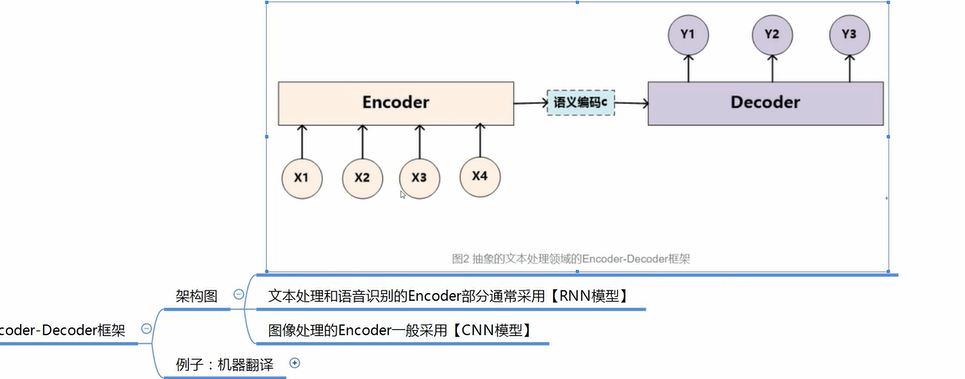 Y1 Y2 Y3
Encoder 语义编码c Decoder
X1 X2 X3 X4
图2 抽象的文本处理领域的Encoder-Decoder框架
架构图
文本处理和语音识别的Encoder部分通常采用【RNN模型】
coder-Decoder框架
图像处理的Encoder一般采用【CNN模型】
例子：机器翻译